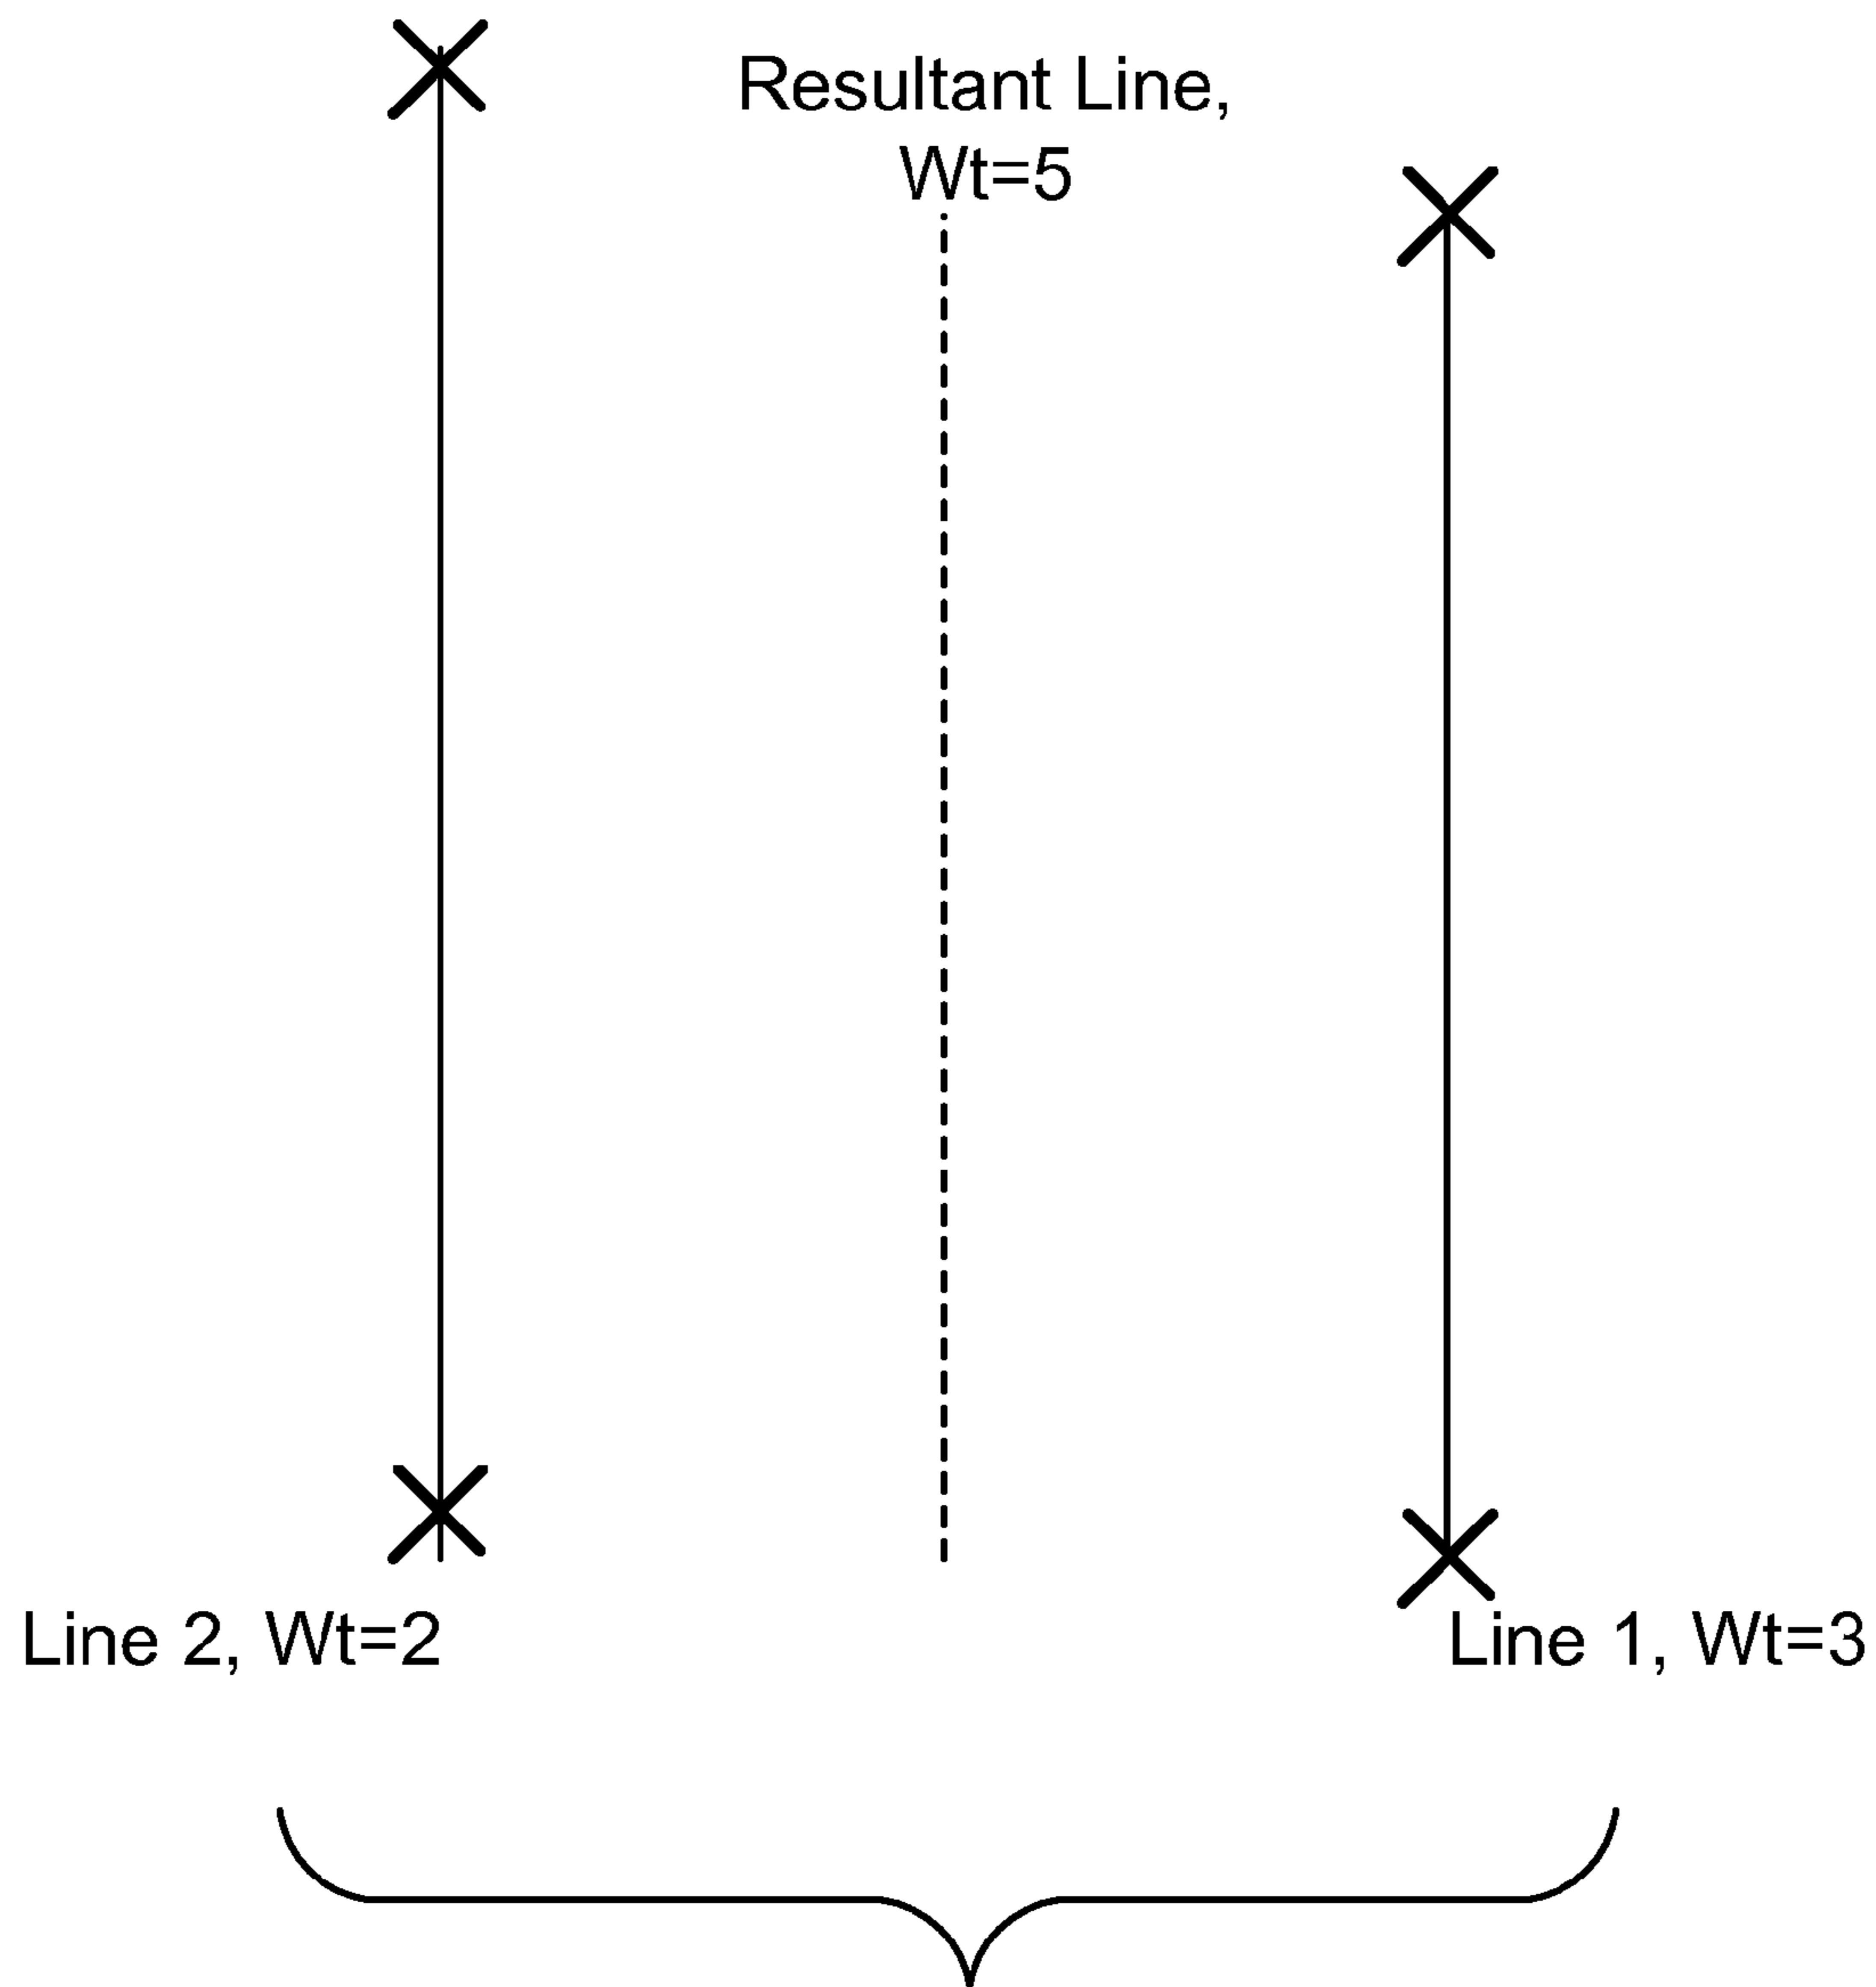 Resultant Line,
Wt=5
Line 2, Wt=2
Line 1, Wt=3